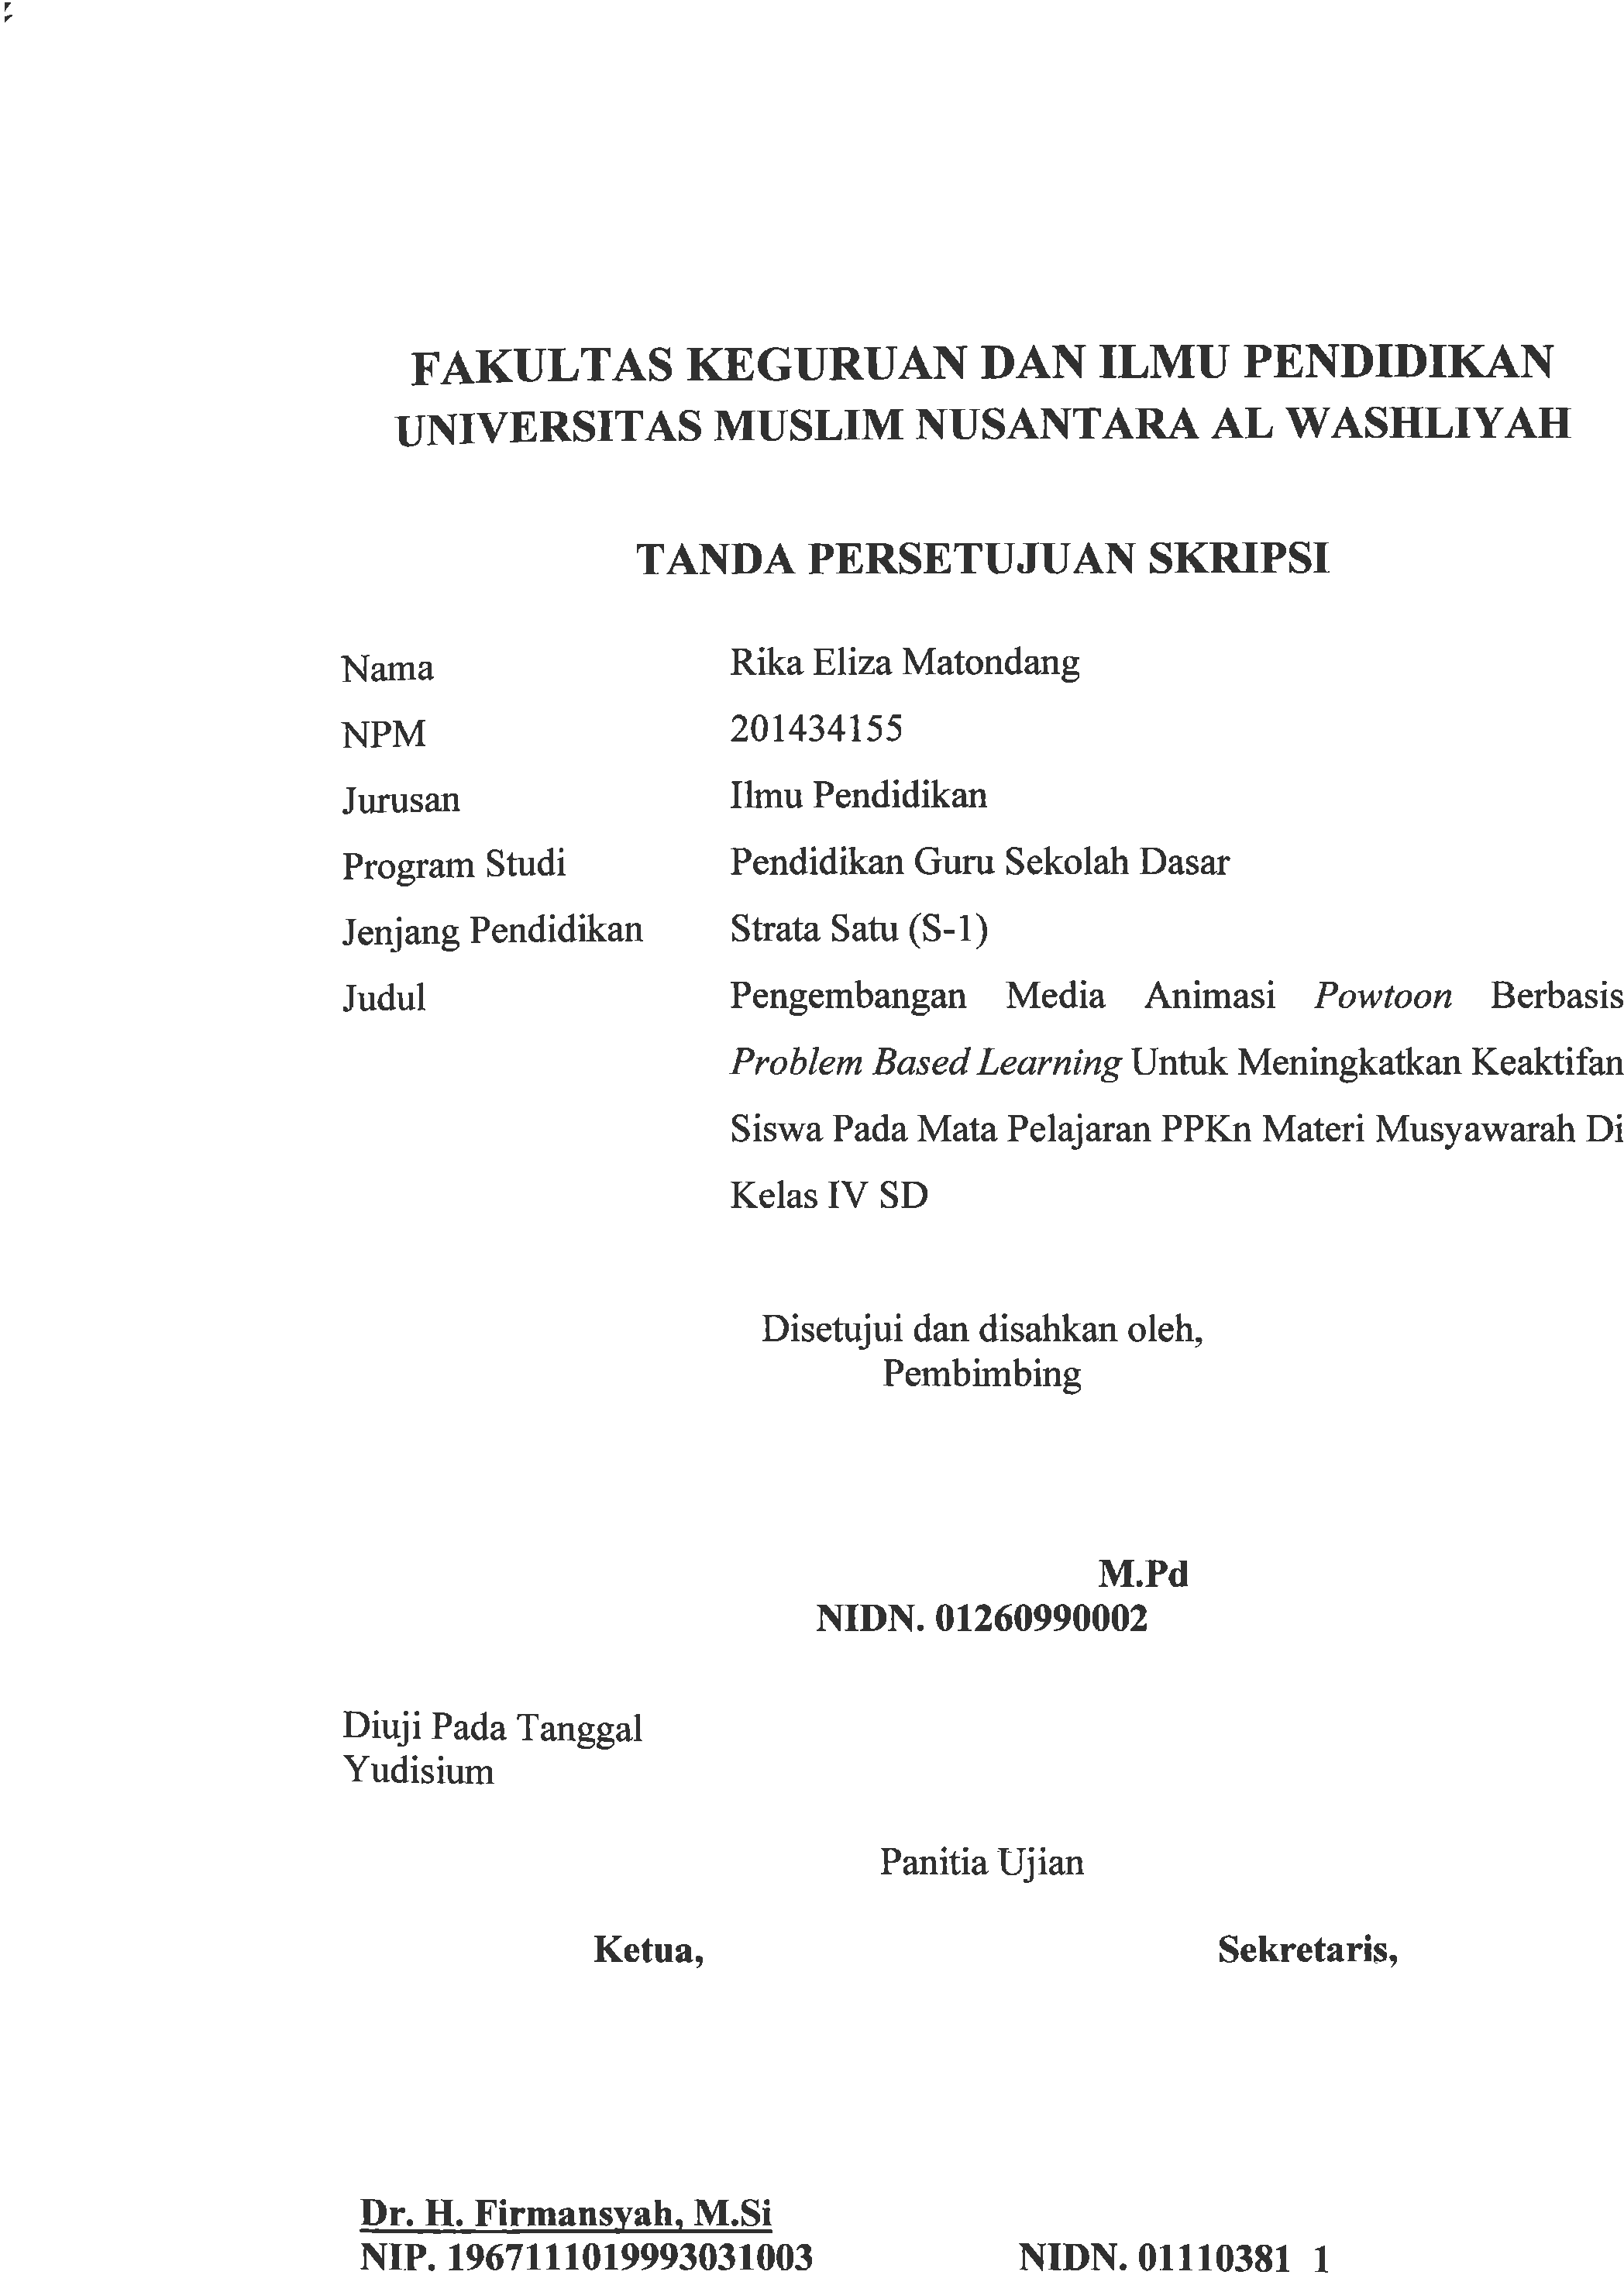 FAKULTAS KEGURUAN DAN ILMU PENDIDIKAN
UNIVERSITAS MUSLIM NUSANTARA AL WASHLIYAH
TANDA PERSETUJUAN SKRIPSI
Nama Rika Eliza Matondang
NPM 201434155
Jurusan Ilmu Pendidikan
Program Studi Pendidikan Guru Sekolah Dasar
Jenjang Pendidikan Strata Satu (S-1)
Judul Pengembangan Media Animasi Powtoon Berbasis
Problem Based Learning Untuk Meningkatkan Keaktifan
Siswa Pada Mata Pelajaran PPKn Materi Musyawarah Di
Kelas IV SD
Disetujui dan disahkan oleh,
Pembimbing
M.Pd
NIDN. 01260990002
Diuji Pada Tanggal
Yudisium
Panitia Ujian
Ketua, Sekretaris,
Dr. H. Firmansyah, M.Si
NIP. 1967111019993031003 NIDN. 01110381 1